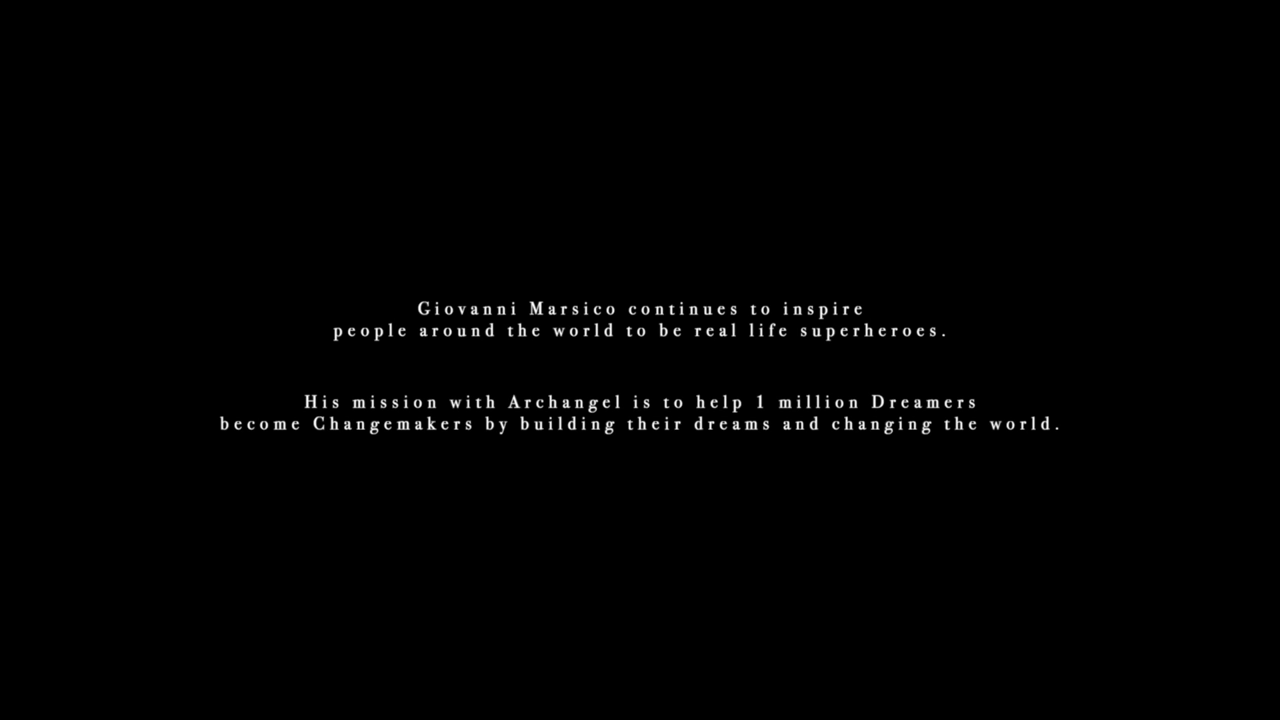 Giovanni Marsico continues to inspire
people around the world to be real life superheroes.
His mission with Archangel is to help 1 million Dreamers
become Changemakers by building their dreams and changing the world.